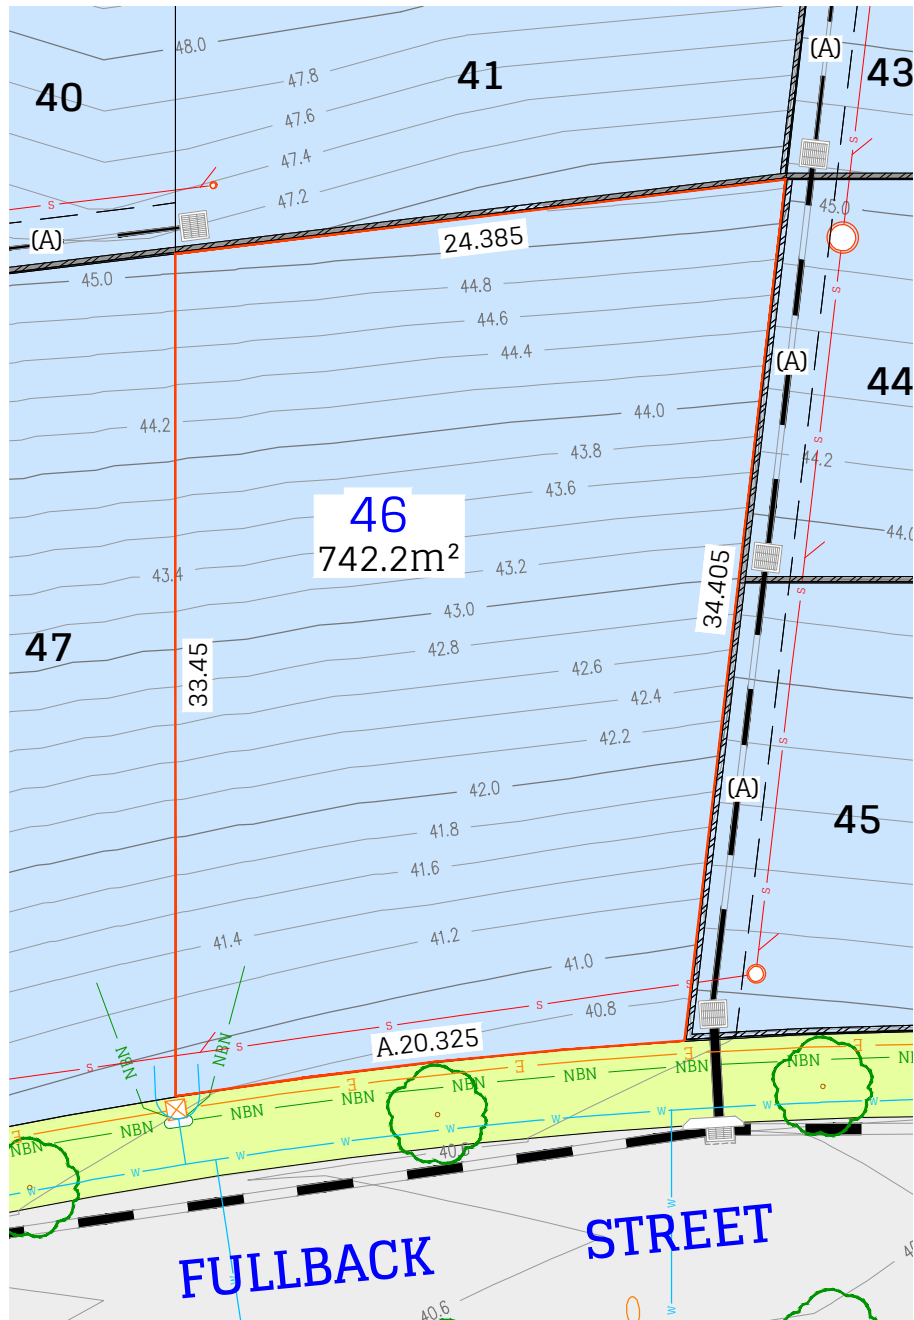 48.0
(A)
43
40
41
47.8
47.6
S
47.4
S
47.2
45.0
(A)
24.385
45.0
44.8
S
44.6
44.4
(A)
44
44.2
44.0
S
43.8
44.2
43.6
46
742.2m²
44.0
43.4
43.2
34.405
S
43.0
47
42.8
33.45
42.6
42.4
42.2
S
42.0
(A)
41.8
45
41.6
S
41.4
41.2
41.0
S
40.8
S
A.20.325
S
S
NBN
NBN
E
E
E
NBN
NBN
NBN
NBN
NBN
W
W
NBN
NBN
W
E
NBN
W
W
40.6
W
W
STREET
FULLBACK
W
40.6
W